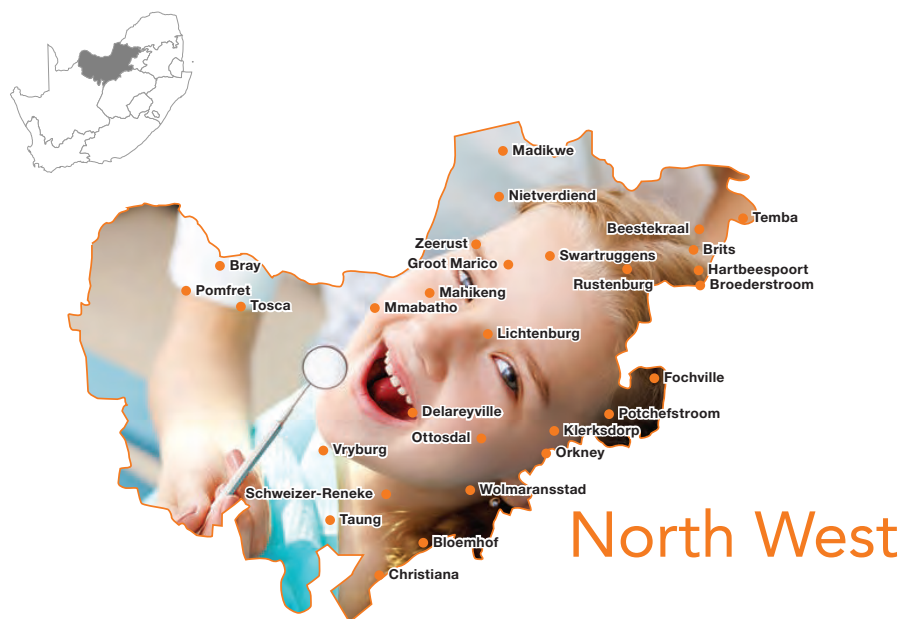 Madikwe
Nietverdiend
Temba
Beestekraal
Zeerust
Brits
Swartruggens
Groot Marico
Bray
Hartbeespoort
Rustenburg
Broederstroom
Pomfret
Mahikeng
Tosca
Mmabatho
Lichtenburg
Fochville
Delareyville
Potchefstroom
Klerksdorp
Ottosdal
Vryburg
Orkney
Schweizer-Reneke
Wolmaransstad
Taung
North West
Bloemhof
Christiana